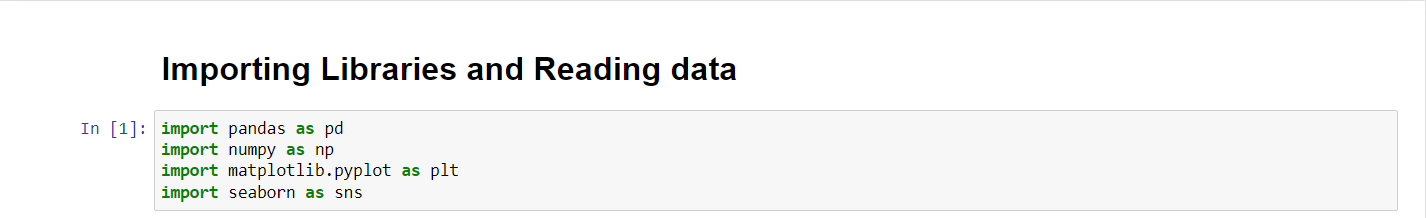 Importing Libraries and Reading data
In [1]: import pandas as pd
import numpy as np
import matplotlib.pyplot as plt
import seaborn as sns